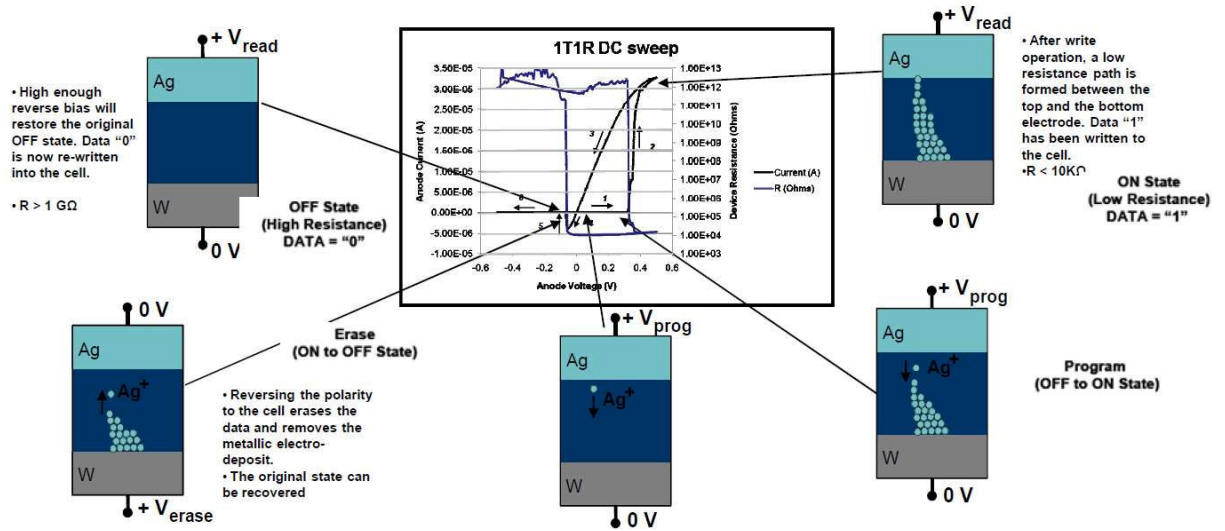 + V read
Ag
W
0 V
• High enough
reverse bias will
restore the original
OFF state. Data “0”
is now re-written
into the cell.
• R > 1 GΩ
OFF State
(High Resistance)
DATA = “0”
1T1R DC sweep
3.50E-05
3.00E-05
2.50E-05
2.00E-05
1.50E-05
1.00E-05
5.00E-06
0.00E+00
-5.00E-06
-1.00E-05
Anode Current (A)
-0.6
-0.4
-0.2
0
0.2
0.4
0.6
Anode Voltage (V)
1.00E+13
1.00E+12
1.00E+11
1.00E+10
1.00E+09
1.00E+08
1.00E+07
1.00E+06
1.00E+05
1.00E+04
1.00E+03
Device Resistance (Ohms)
Current (A)
R (Ohms)
1
2
3
5
6
+ V read
Ag
W
0 V
• After write
operation, a low
resistance path is
formed between the
top and the bottom
electrode. Data “1”
has been written to
the cell.
• R < 10KΩ
ON State
(Low Resistance)
DATA = “1”
0 V
Ag
Ag+
W
+ V erase
Erase
(ON to OFF State)
• Reversing the polarity
to the cell erases the
data and removes the
metallic electro-
deposit.
• The original state can
be recovered
+ V prog
Ag
Ag+
W
0 V
+ V prog
Ag
Ag+
W
0 V
Program
(OFF to ON State)